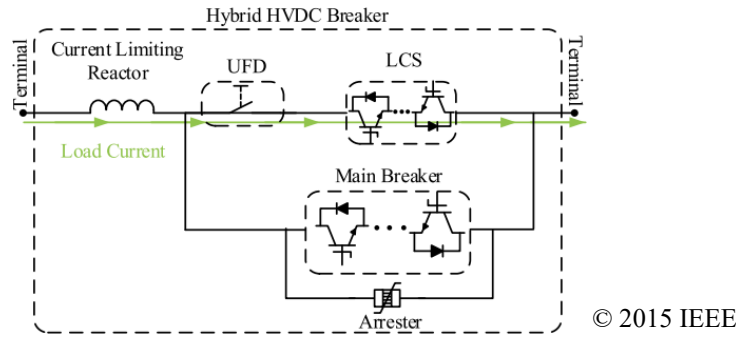 Hybrid HVDC Breaker
Terminal
Current Limiting
Reactor
UFD
LCS
Terminal
Load Current
Main Breaker
Arrester
© 2015 IEEE